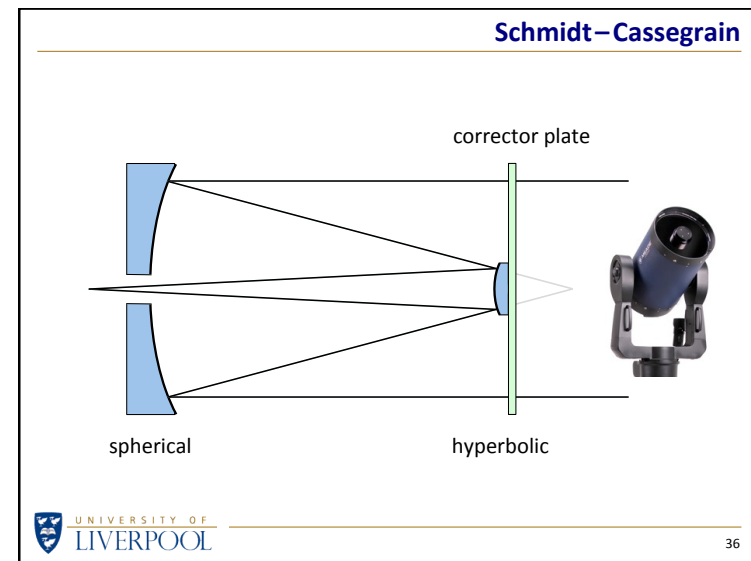 Schmidt–Cassegrain
corrector plate
spherical
hyperbolic
UNIVERSITY OF
LIVERPOOL
36